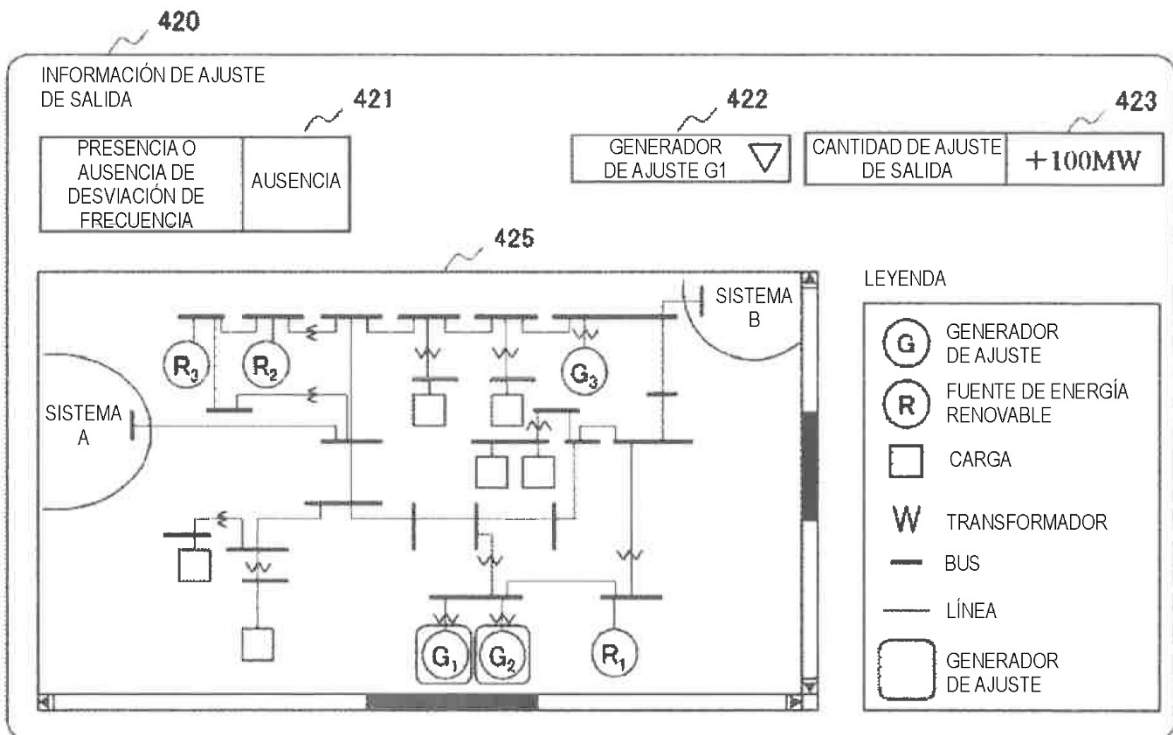 420
INFORMACIÓN DE AJUSTE
DE SALIDA
421
PRESENCIA O
AUSENCIA DE
DESVIACIÓN DE
FRECUENCIA
AUSENCIA
422
GENERADOR
DE AJUSTE G1
423
CANTIDAD DE AJUSTE
DE SALIDA
+100MW
425
SISTEMA
A
SISTEMA
B
R3
R2
G3
G1
G2
R1
LEYENDA
G GENERADOR
DE AJUSTE
R FUENTE DE ENERGÍA
RENOVABLE
CARGA
TRANSFORMADOR
BUS
LÍNEA
GENERADOR
DE AJUSTE